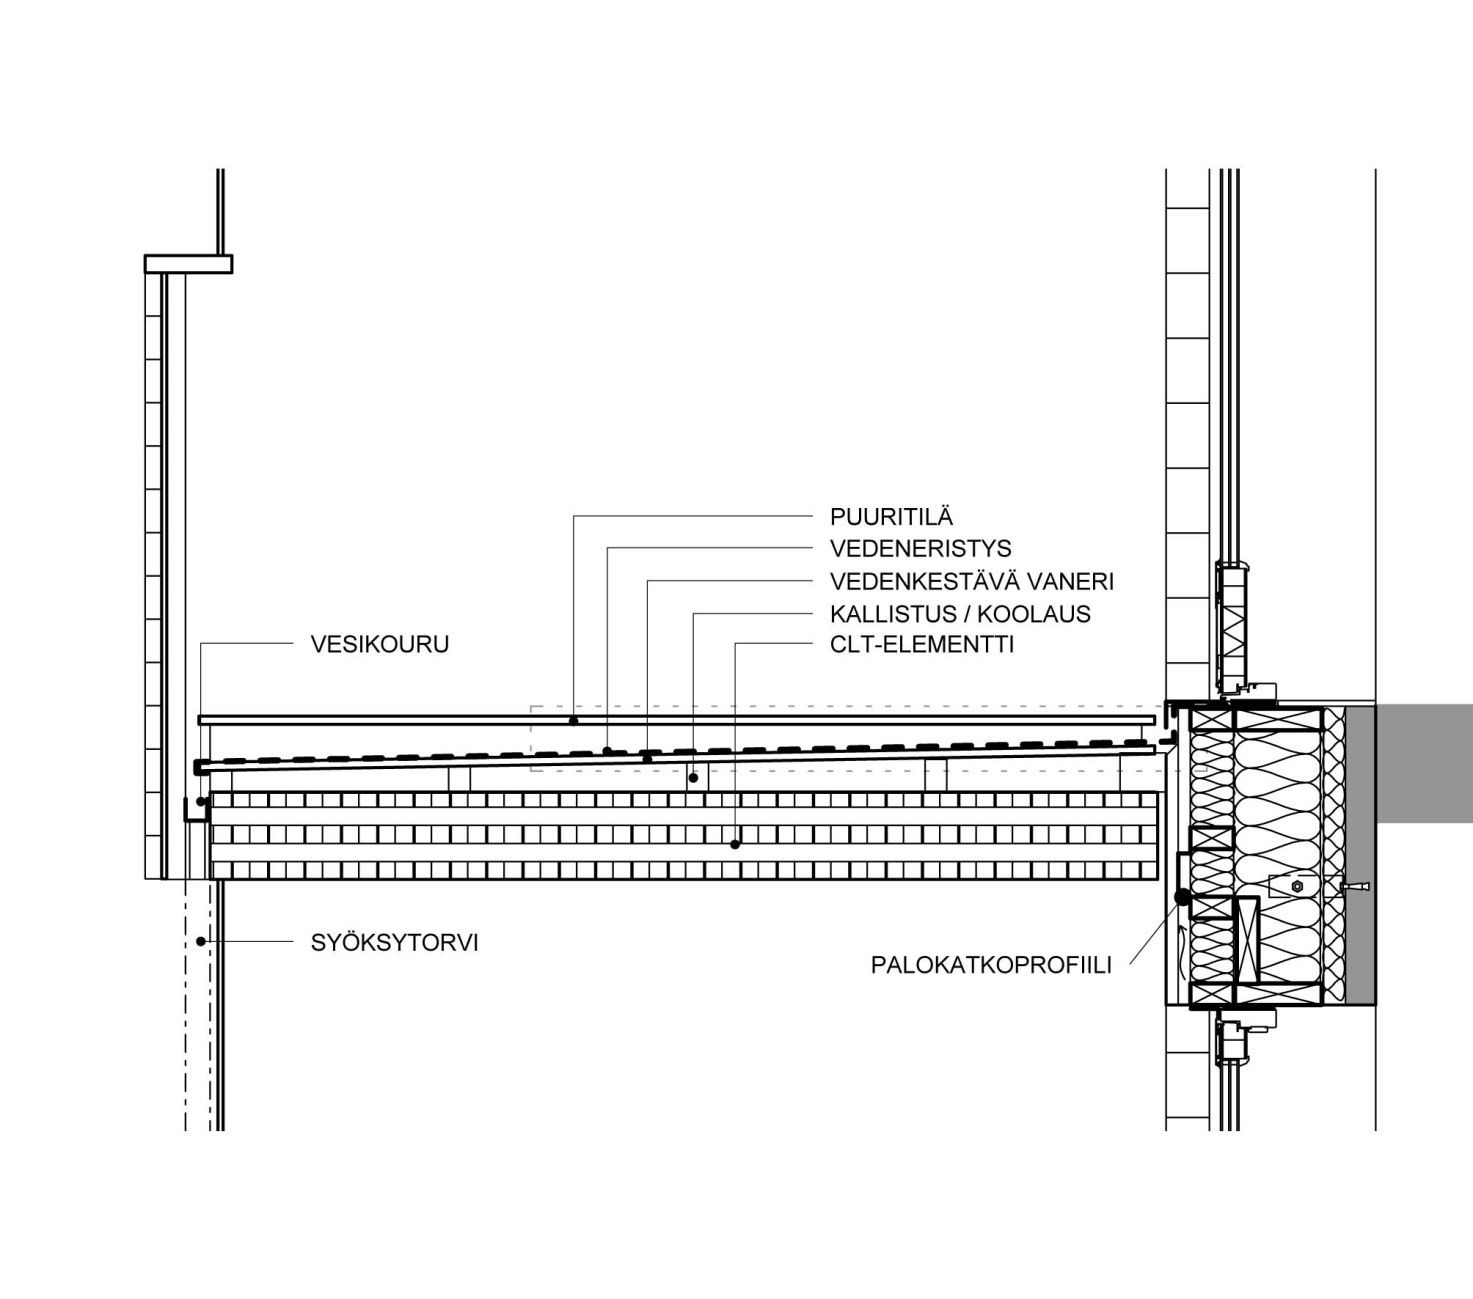 PUURITILÄ
VEDENERISTYS
VEDENKESTÄVÄ VANERI
KALLISTUS / KOOLAUS
CLT-ELEMENTTI
VESIKOURU
SYÖKSYTORVI
PALOKATKOPROFIILI